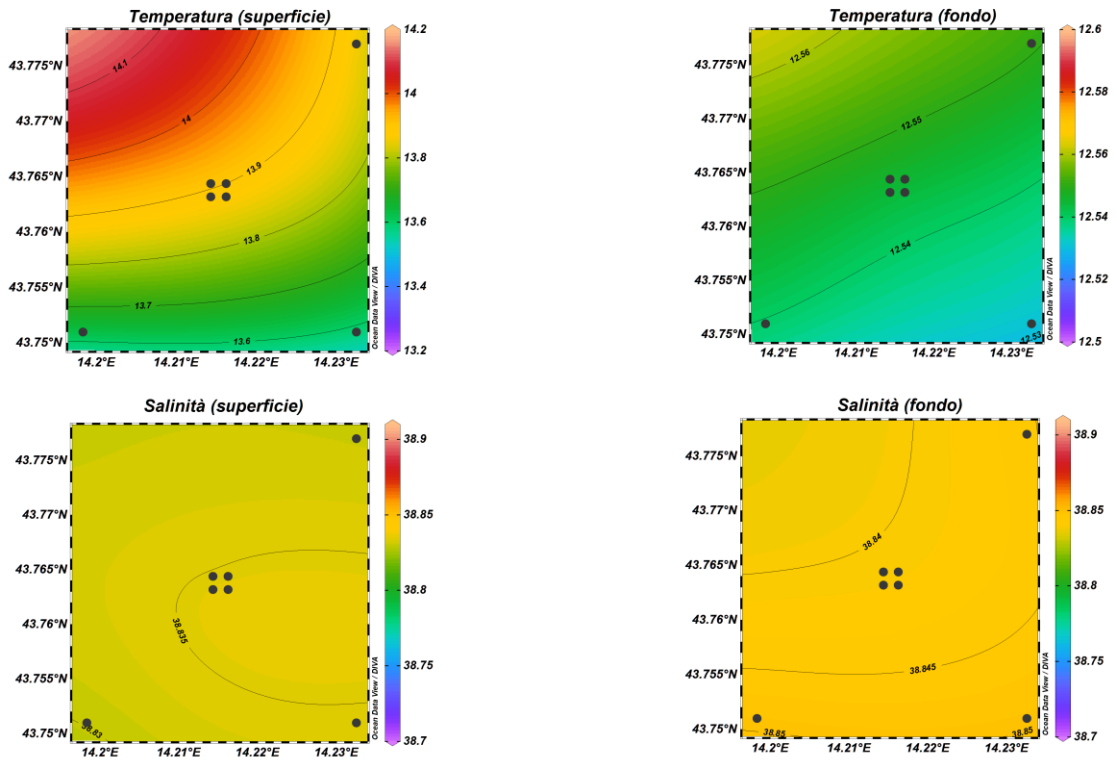 Temperatura (superficie)
43.775°N
43.77°N
43.765°N
43.76°N
43.755°N
43.75°N
14.2°E 14.21°E 14.22°E 14.23°E
14.1
14
13.9
13.8
13.7
13.6
Ocean Data View / DIVA
14.2
14
13.8
13.6
13.4
13.2
Temperatura (fondo)
43.775°N
43.77°N
43.765°N
43.76°N
43.755°N
43.75°N
14.2°E 14.21°E 14.22°E 14.23°E
12.56
12.55
12.54
12.53
Ocean Data View / DIVA
12.6
12.58
12.56
12.54
12.53
12.52
12.5
Salinità (superficie)
43.775°N
43.77°N
43.765°N
43.76°N
43.755°N
43.75°N
14.2°E 14.21°E 14.22°E 14.23°E
38.835
38.83
Ocean Data View / DIVA
38.9
38.85
38.8
38.75
38.7
Salinità (fondo)
43.775°N
43.77°N
43.765°N
43.76°N
43.755°N
43.75°N
14.2°E 14.21°E 14.22°E 14.23°E
38.84
38.845
38.85
38.85
Ocean Data View / DIVA
38.9
38.85
38.8
38.75
38.7